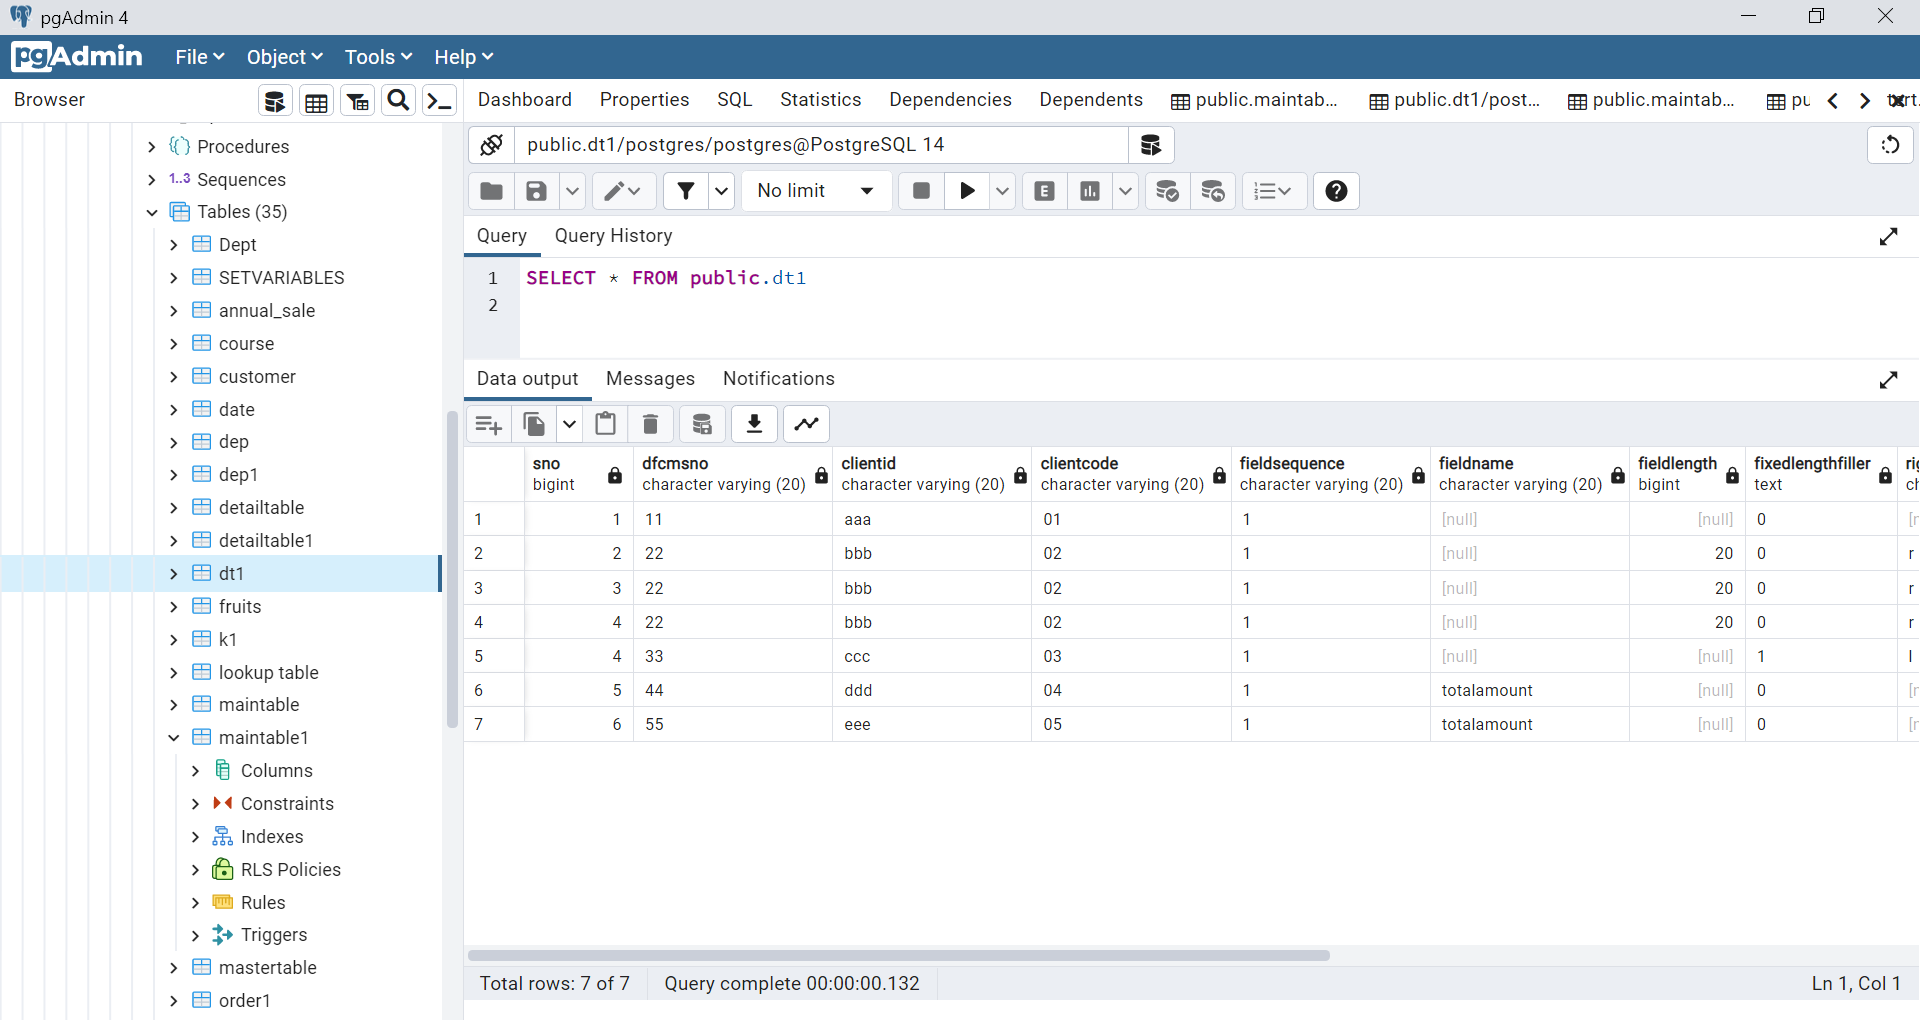 pgAdmin 4
pgAdmin File Object Tools Help
Browser
Dashboard Properties SQL Statistics Dependencies Dependents public.maintab... public.dt1/post... public.maintab... pu
public.dt1/postgres/postgres@PostgreSQL 14
No limit
Query Query History
1 SELECT * FROM public.dt1
2
Data output Messages Notifications
sno dfcmsno clientid clientcode fieldsequence fieldname fieldlength fixedlengthfiller
bigint character varying (20) character varying (20) character varying (20) character varying (20) character varying (20) bigint text
1 1 11 aaa 01 1 [null] [null] 0
2 2 22 bbb 02 1 [null] 20 0 r
3 3 22 bbb 02 1 [null] 20 0 r
4 4 22 bbb 02 1 [null] 20 0 r
5 4 33 ccc 03 1 [null] [null] 1 l
6 5 44 ddd 04 1 totalamount [null] 0
7 6 55 eee 05 1 totalamount [null] 0
Total rows: 7 of 7 Query complete 00:00:00.132 Ln 1, Col 1
Procedures
1..3 Sequences
Tables (35)
Dept
SETVARIABLES
annual_sale
course
customer
date
dep
dep1
detailtable
detailtable1
dt1
fruits
k1
lookup table
maintable
maintable1
Columns
Constraints
Indexes
RLS Policies
Rules
Triggers
mastertable
order1